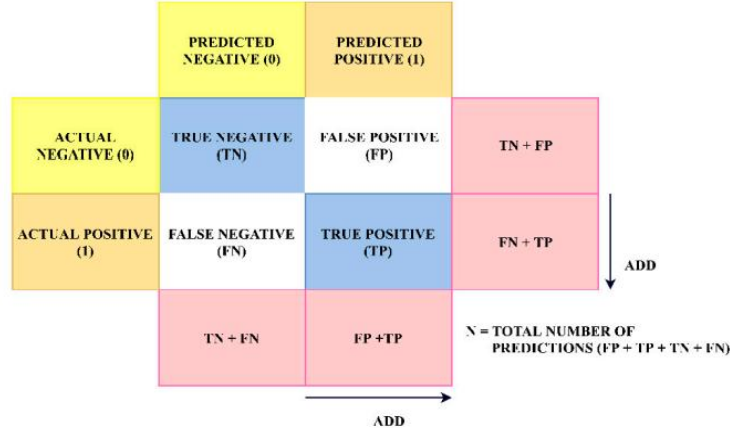 PREDICTED
NEGATIVE (0)
PREDICTED
POSITIVE (1)
ACTUAL
NEGATIVE (0)
TRUE NEGATIVE
(TN)
FALSE POSITIVE
(FP)
TN + FP
ACTUAL POSITIVE
(1)
FALSE NEGATIVE
(FN)
TRUE POSITIVE
(TP)
FN + TP
ADD
TN + FN
FP +TP
N = TOTAL NUMBER OF
PREDICTIONS (FP + TP + TN + FN)
ADD